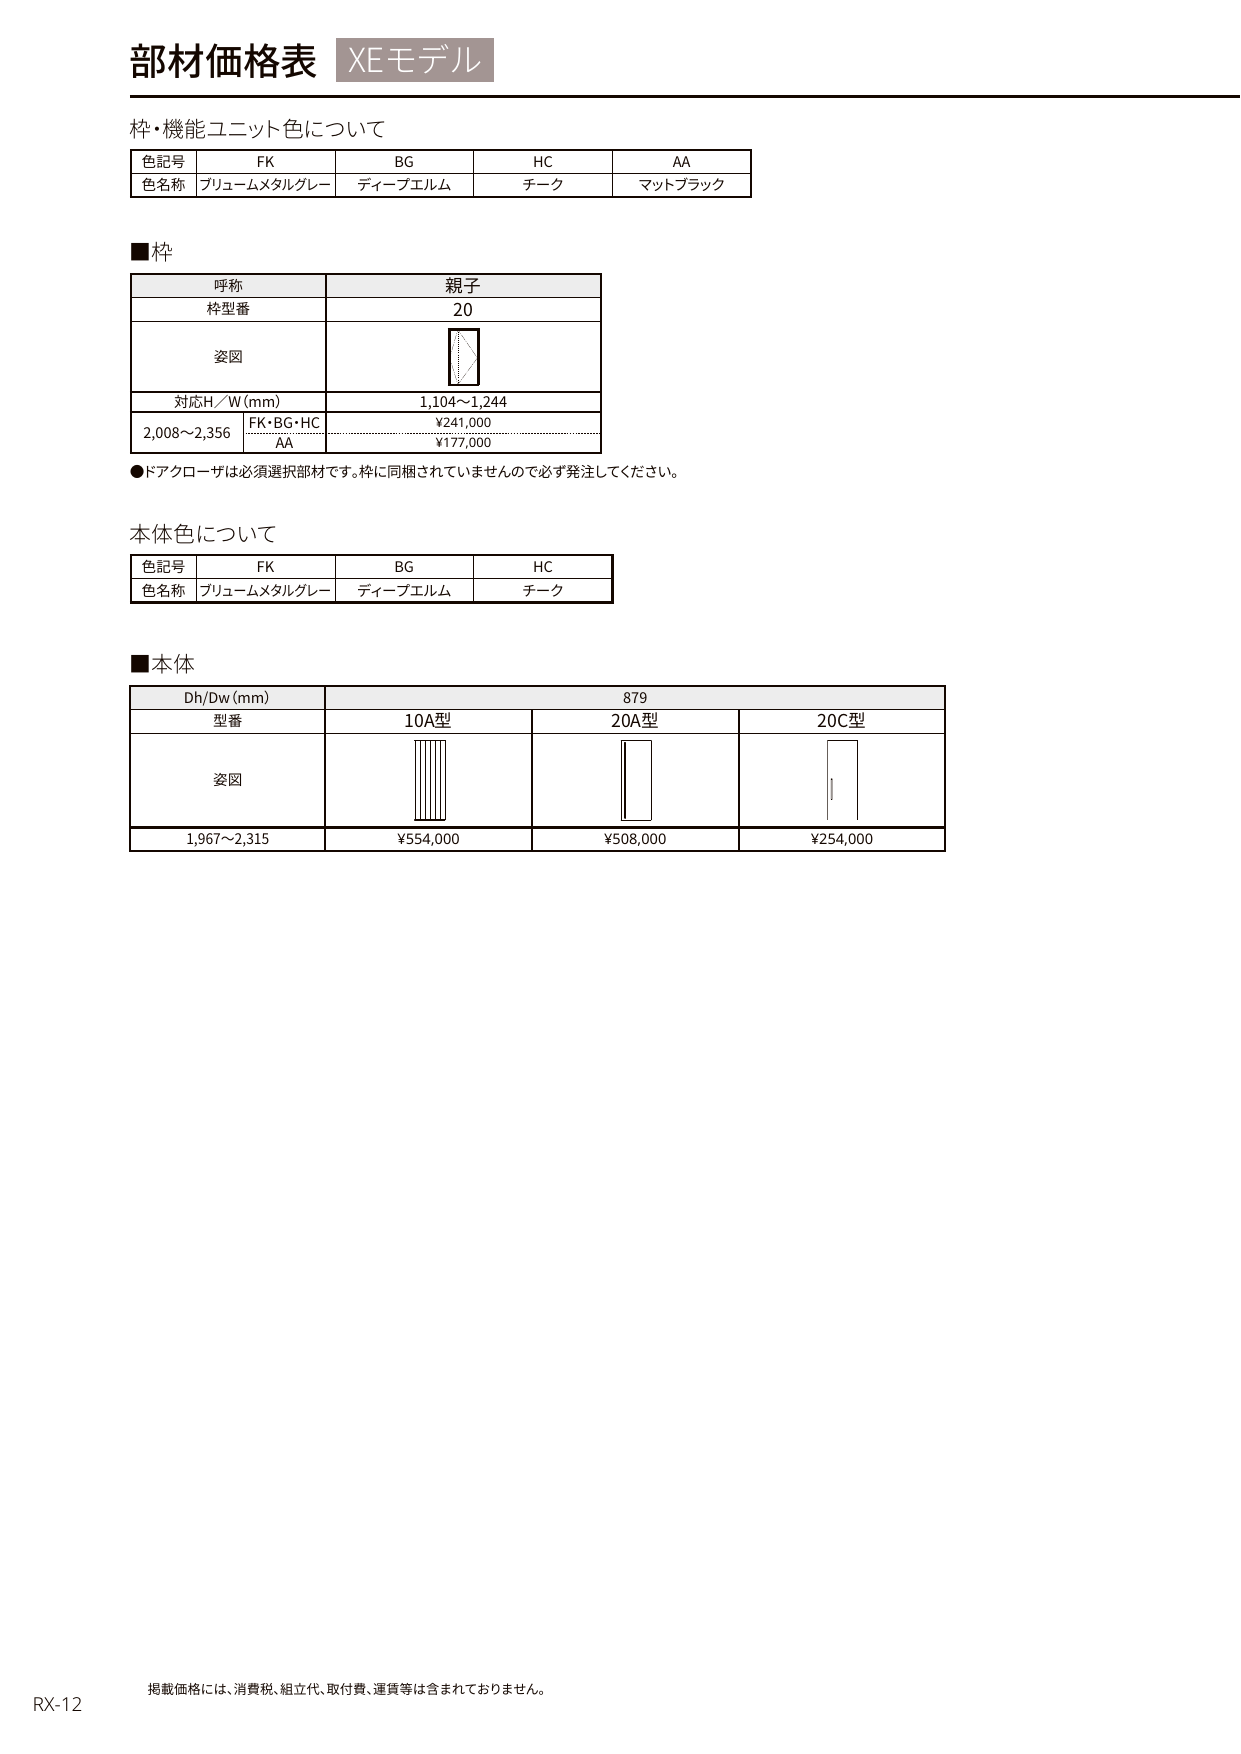 部材価格表 XEモデル
枠・機能ユニット色について
色記号 FK BG HC AA
色名称 ブリュームメタルグレー ディープエルム チーク マットブラック
■枠
呼称 親子
枠型番 20
姿図
対応H／W（mm） 1,104〜1,244
2,008〜2,356 FK・BG・HC ¥241,000
AA ¥177,000
●ドアクローザは必須選択部材です。枠に同梱されていませんので必ず発注してください。
本体色について
色記号 FK BG HC
色名称 ブリュームメタルグレー ディープエルム チーク
■本体
Dh/Dw（mm） 879
型番 10A型 20A型 20C型
姿図
1,967〜2,315 ¥554,000 ¥508,000 ¥254,000
掲載価格には、消費税、組立代、取付費、運賃等は含まれておりません。
RX-12